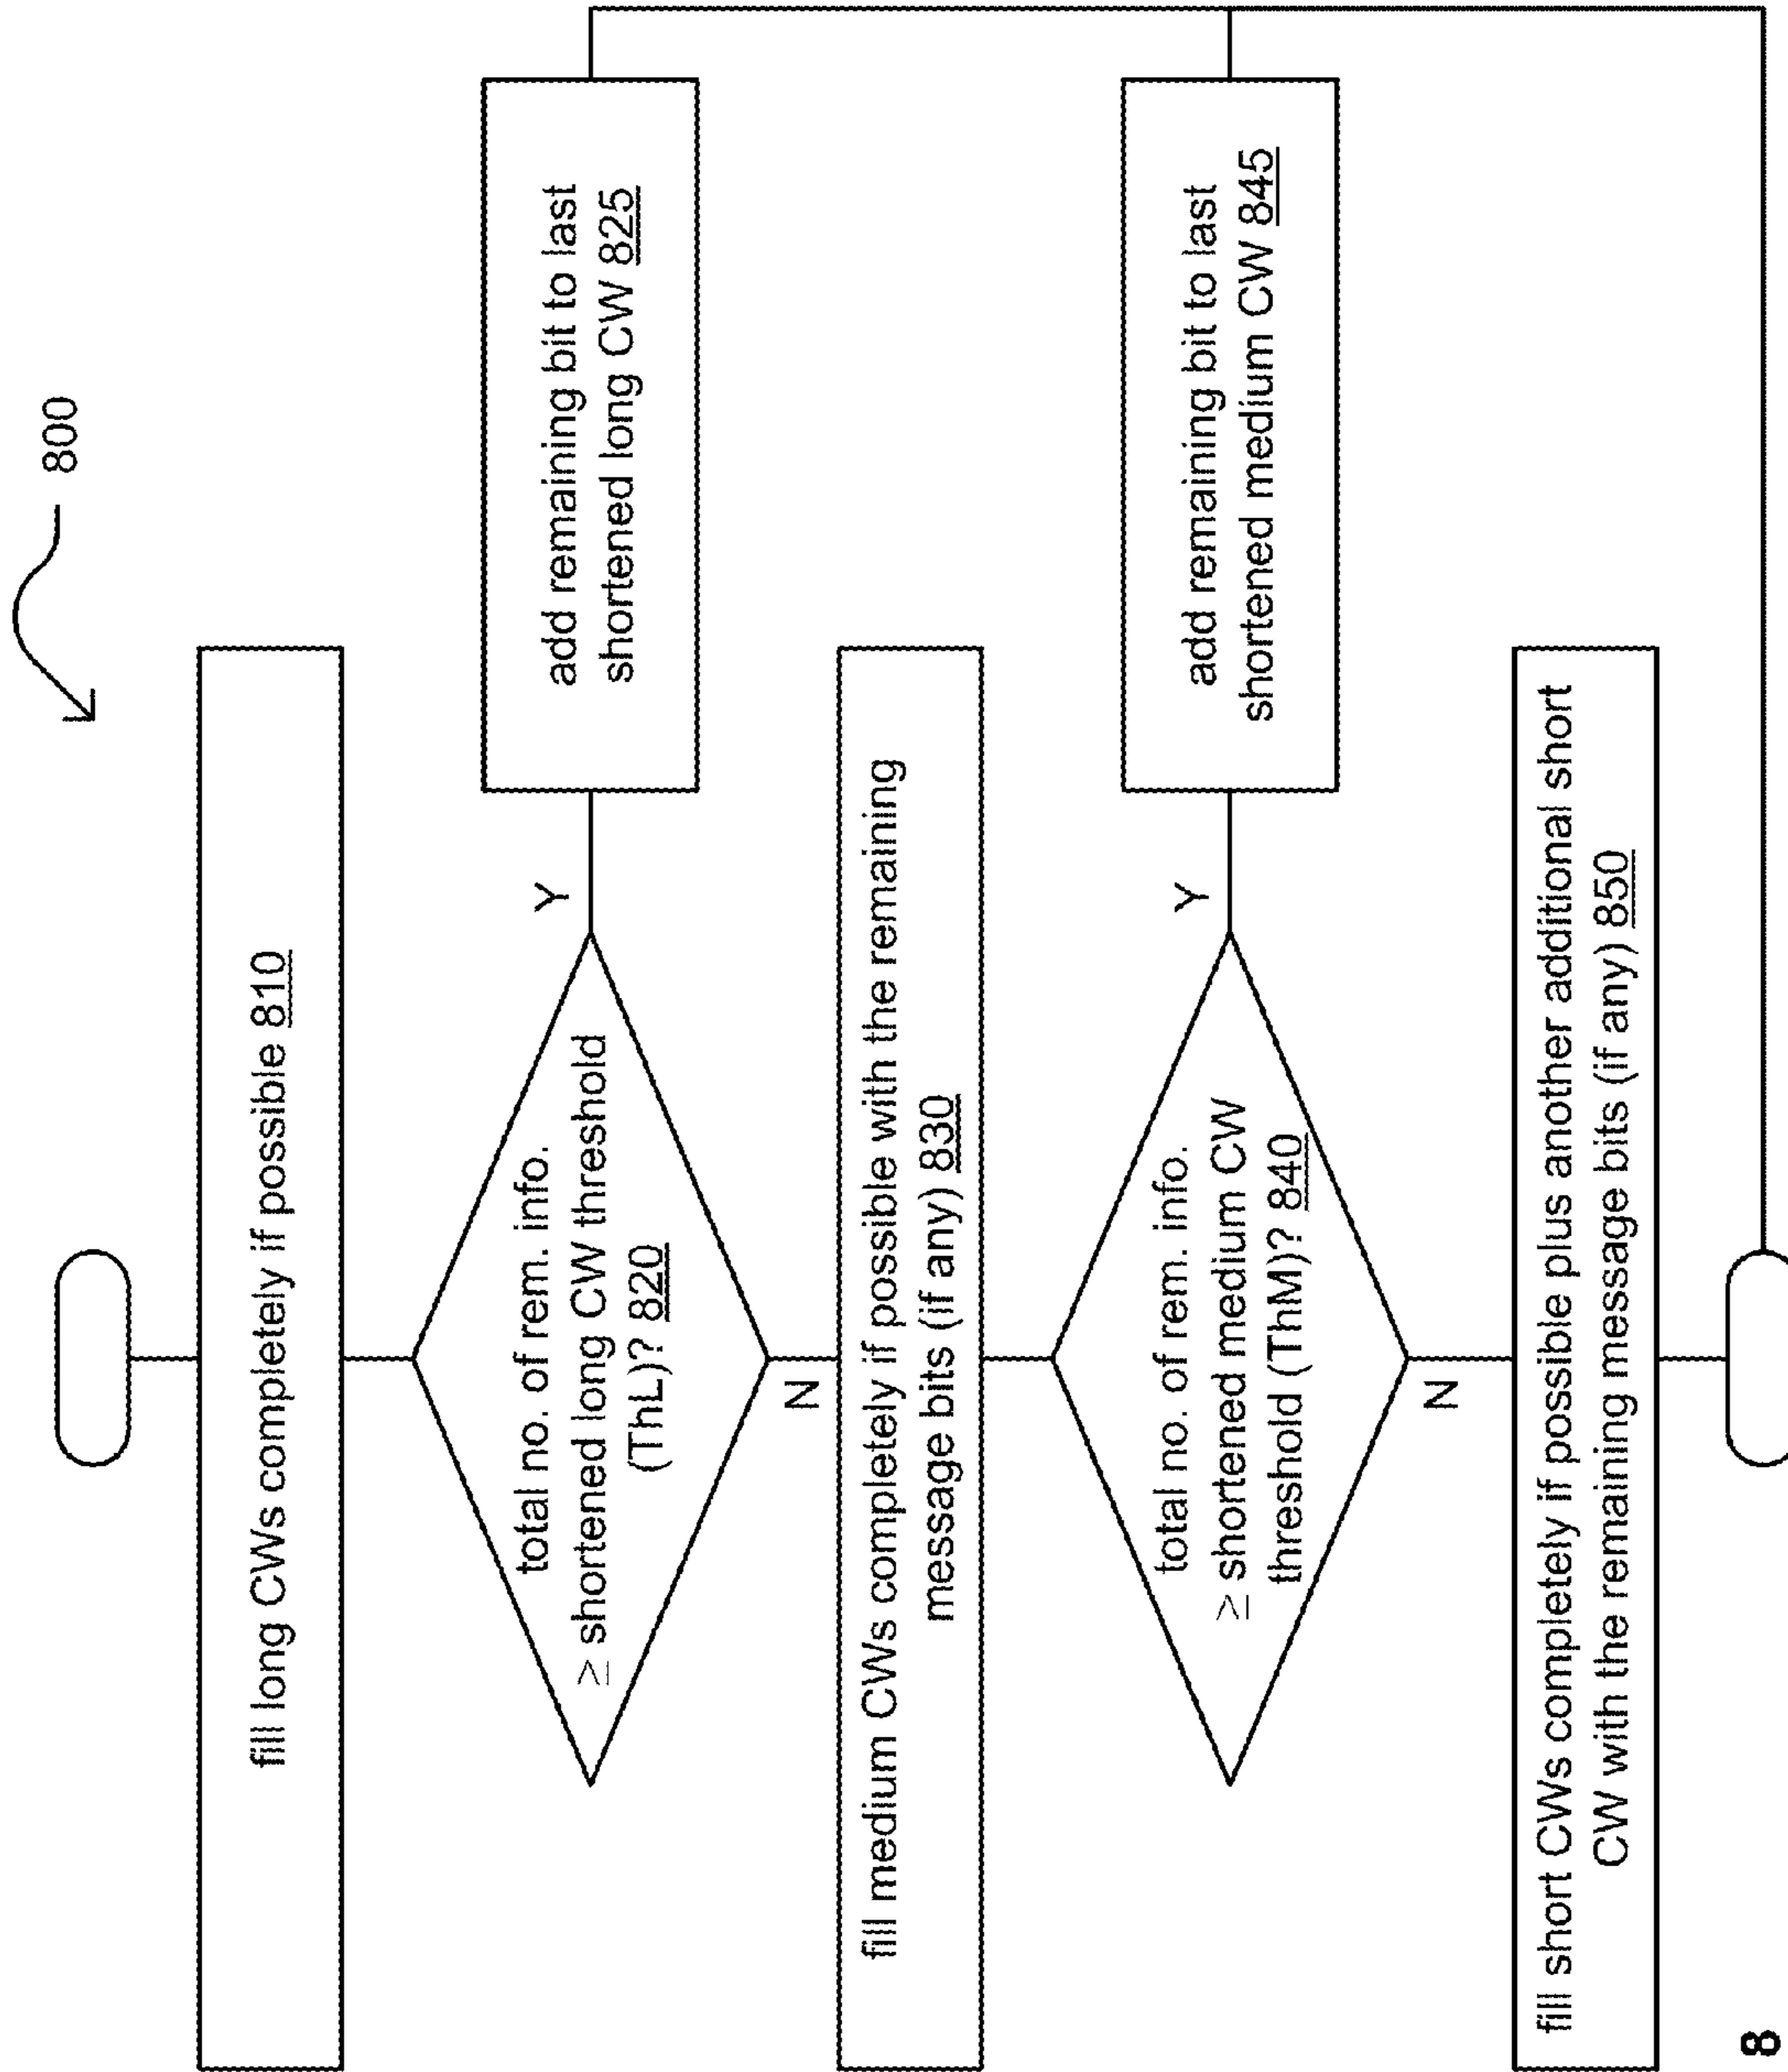 800
fill long CWs completely if possible 810
total no. of rem. info.
≥ shortened long CW threshold
(ThL)? 820
Y
add remaining bit to last
shortened long CW 825
N
fill medium CWs completely if possible with the remaining
message bits (if any) 830
total no. of rem. info.
≥ shortened medium CW
threshold (ThM)? 840
Y
add remaining bit to last
shortened medium CW 845
N
fill short CWs completely if possible plus another additional short
CW with the remaining message bits (if any) 850
8